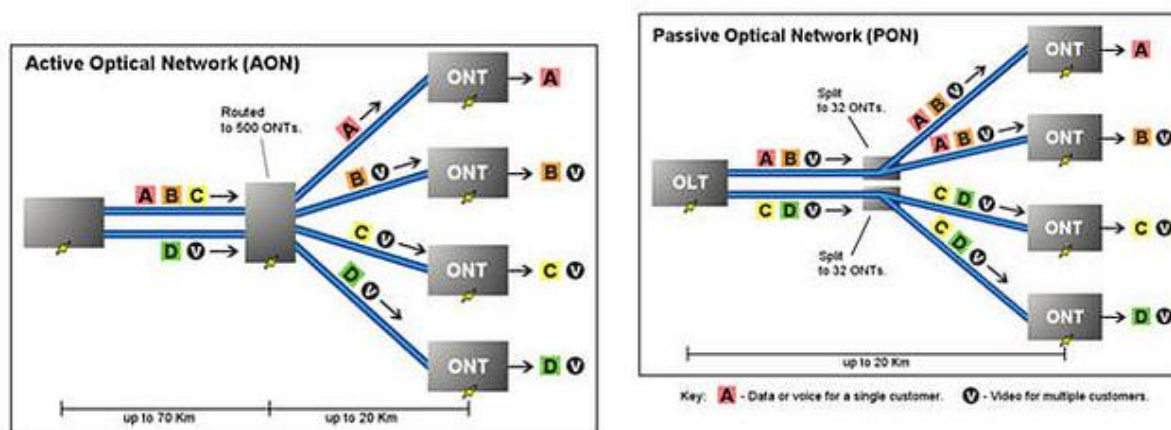 Active Optical Network (AON)
Routed
to 500 ONTs.
A B C
D V
A
B V
C V
D V
ONT
A
ONT
B V
ONT
C V
ONT
D V
up to 70 Km
up to 20 Km
Passive Optical Network (PON)
Split
to 32 ONTs.
OLT
A B V
C D V
A B V
A B V
C D V
C D V
Split
to 32 ONTs.
ONT
A
ONT
B V
ONT
C V
ONT
D V
up to 20 Km
Key: A - Data or voice for a single customer. V - Video for multiple customers.